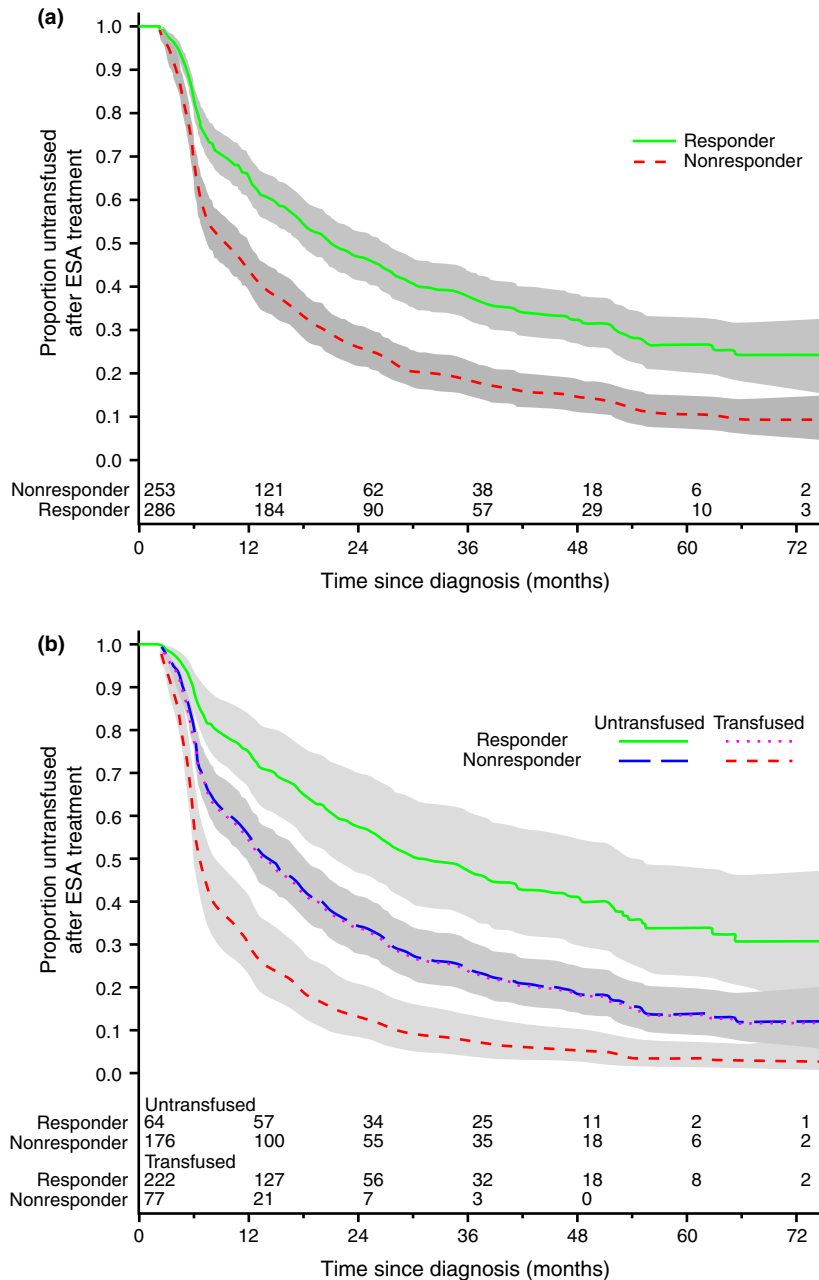 (a)
1.0
0.9
0.8
0.7
0.6
0.5
0.4
0.3
0.2
0.1
0.0
Proportion untransfused
after ESA treatment
Responder
Nonresponder
Nonresponder 253 121 62 38 18 6 2
Responder 286 184 90 57 29 10 3
0 12 24 36 48 60 72
Time since diagnosis (months)
(b)
1.0
0.9
0.8
0.7
0.6
0.5
0.4
0.3
0.2
0.1
0.0
Proportion untransfused
after ESA treatment
Untransfused Transfused
Responder
Nonresponder
Untransfused
Responder 64 57 34 25 11 2 1
Nonresponder 176 100 55 35 18 6 2
Transfused
Responder 222 127 56 32 18 8 2
Nonresponder 77 21 7 3 0
0 12 24 36 48 60 72
Time since diagnosis (months)